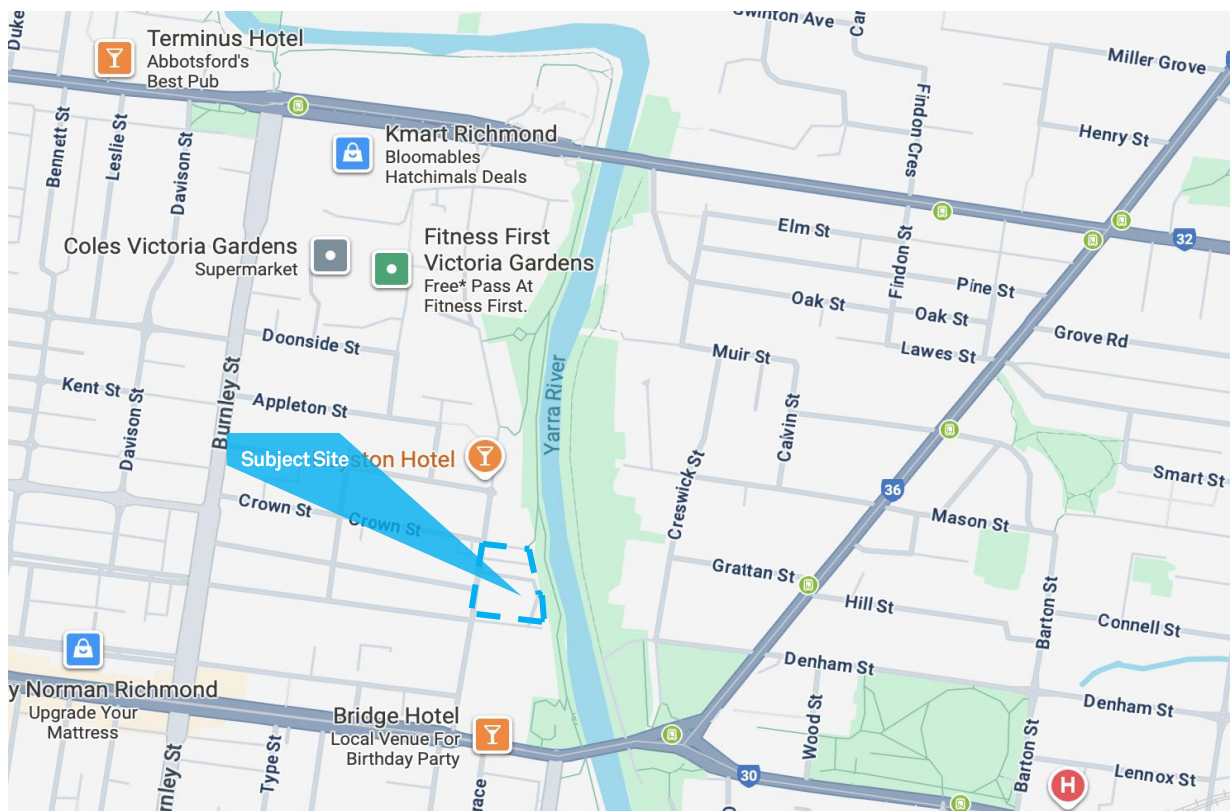 Swinton Ave
Duke
Terminus Hotel
Abbotsford's
Best Pub
Miller Grove
Findon Cres
Henry St
Bennett St
Leslie St
Davison St
Kmart Richmond
Bloomables
Hatchimals Deals
Elm St
32
Coles Victoria Gardens
Supermarket
Fitness First
Victoria Gardens
Free* Pass At
Fitness First.
Findon St
Pine St
Oak St
Oak St
Grove Rd
Lawes St
Doonside St
Muir St
Kent St
Davison St
Burnley St
Appleton St
Yarra River
Calvin St
Subject Site
yston Hotel
Smart St
36
Creswick St
Crown St
Crown St
Mason St
Grattan St
Hill St
Barton St
Connell St
Denham St
Denham St
y Norman Richmond
Upgrade Your
Mattress
Bridge Hotel
Local Venue For
Birthday Party
Wood St
Barton St
Type St
rnley St
30
Lennox St
H
race